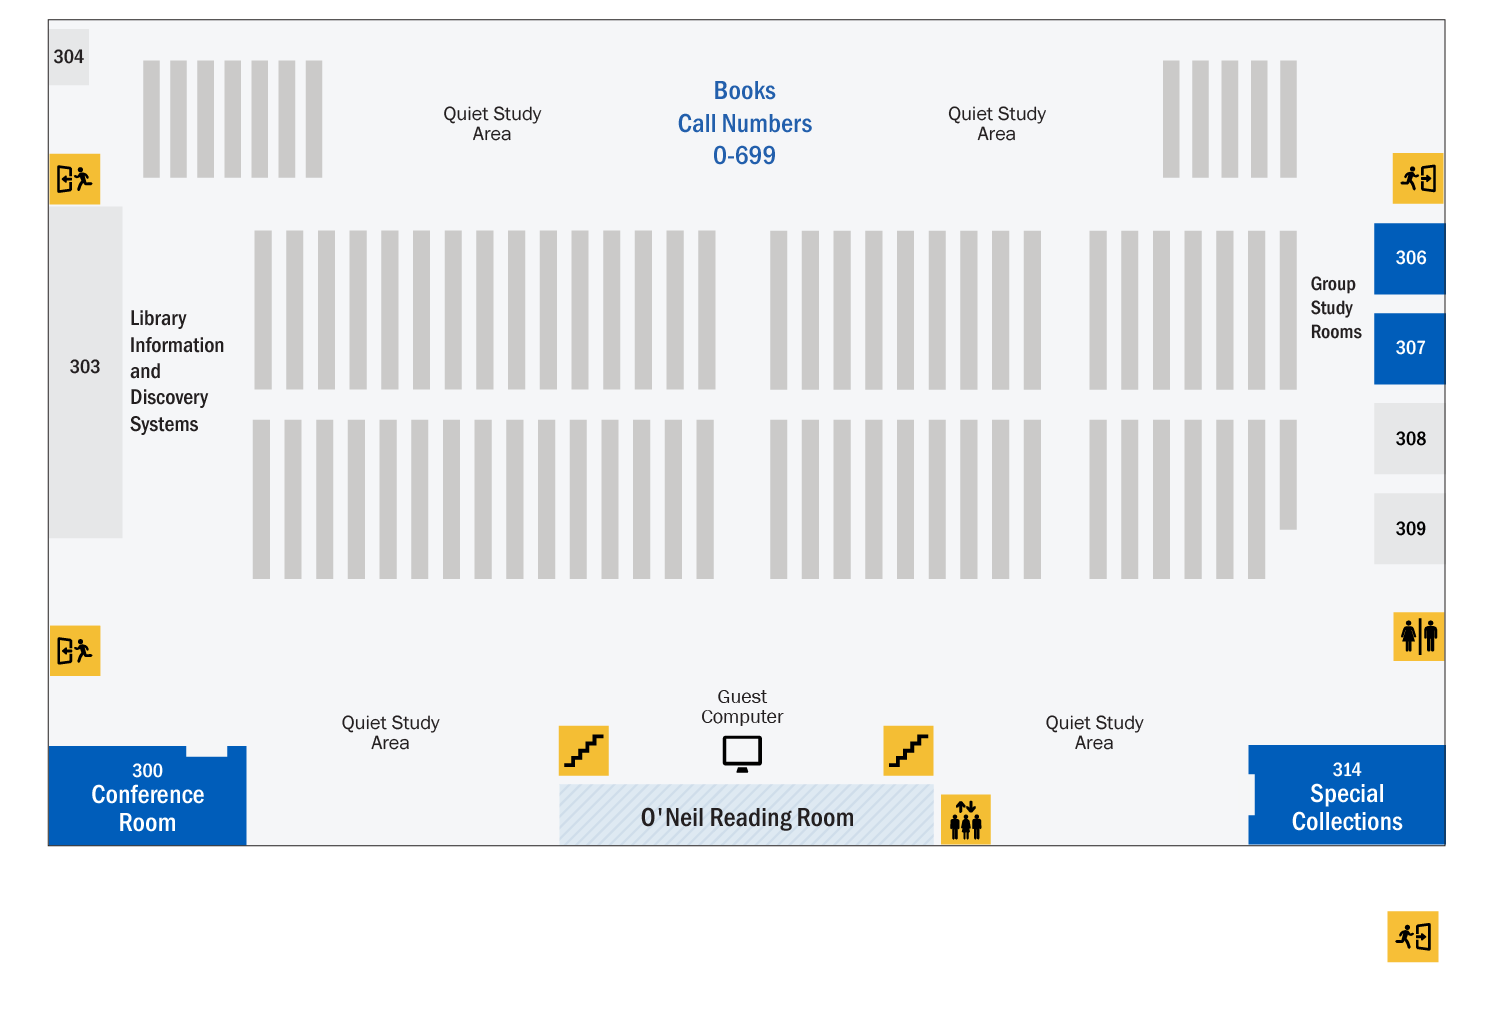 304
Books
Call Numbers
0-699
Quiet Study
Area
Quiet Study
Area
303
Library
Information
and
Discovery
Systems
Group
Study
Rooms
306
307
308
309
Quiet Study
Area
Guest
Computer
Quiet Study
Area
300
Conference
Room
O'Neil Reading Room
314
Special
Collections